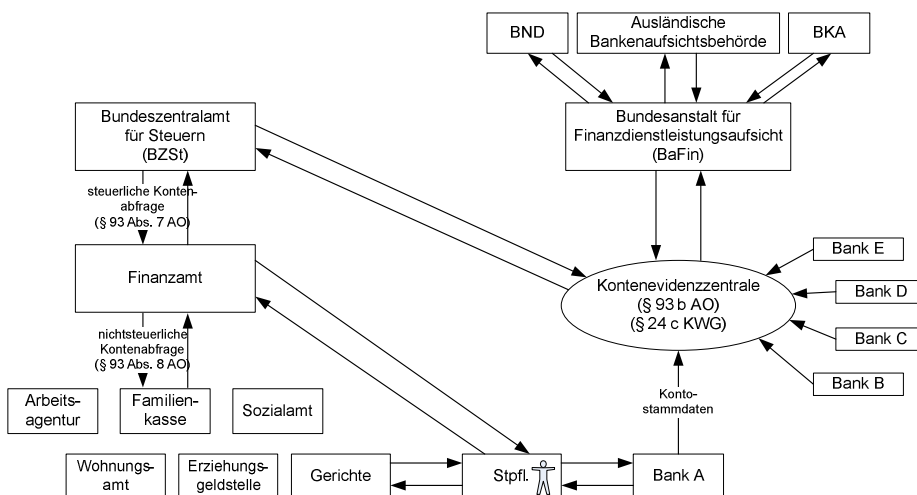 BND
Ausländische
Bankenaufsichtsbehörde
BKA
Bundeszentralamt
für Steuern
(BZSt)
Bundesanstalt für
Finanzdienstleistungsaufsicht
(BaFin)
steuerliche Konten-
abfrage
(§ 93 Abs. 7 AO)
Finanzamt
Kontenevidenzzentrale
(§ 93 b AO)
(§ 24 c KWG)
Bank E
Bank D
Bank C
Bank B
nichtsteuerliche
Kontenabfrage
(§ 93 Abs. 8 AO)
Arbeits-
agentur
Familien-
kasse
Sozialamt
Konto-
stammdaten
Wohnungs-
amt
Erziehungs-
geldstelle
Gerichte
Stpfl.
Bank A